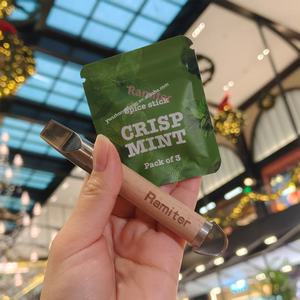 Ramiter
spice stick
CRISP
MINT
Pack of 3
Ramiter